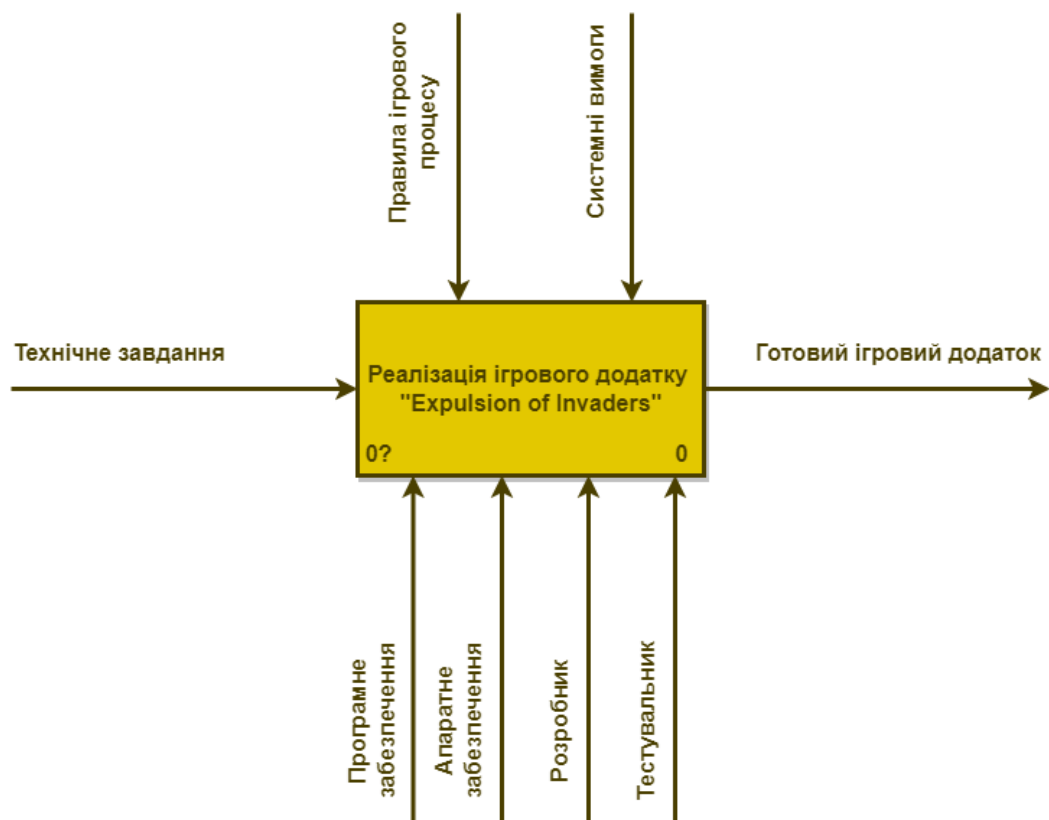 Правила ігрового
процесу
Системні вимоги
Технічне завдання
Готовий ігровий додаток
Реалізація ігрового додатку
"Expulsion of Invaders"
0?
0
Програмне
забезпечення
Апаратне
забезпечення
Розробник
Тестувальник